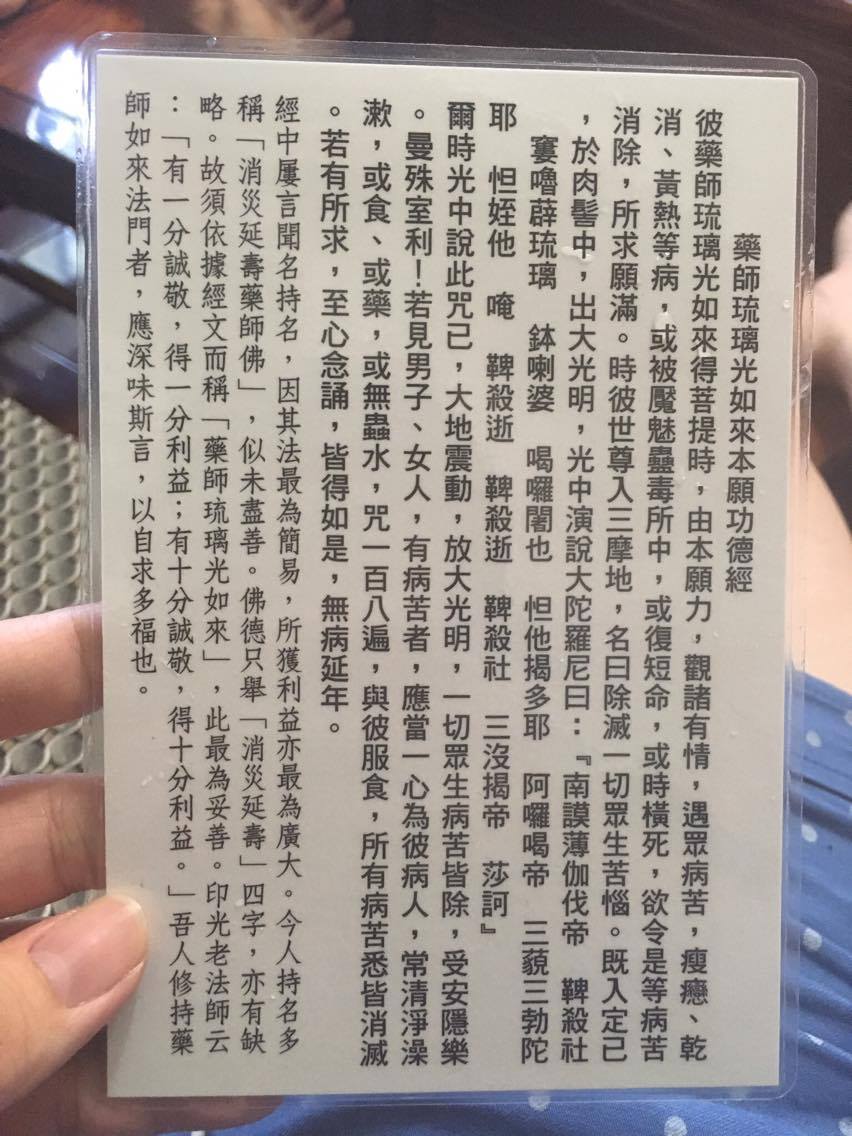 藥師琉璃光如來本願功德經
彼藥師琉璃光如來得菩提時，由本願力，觀諸有情，遇眾病苦，瘦癮、乾
消、黃熱等病，或被魘魅蠱毒所中，或復短命，或時橫死，欲令是等病苦
消除，所求願滿。時彼世尊入三摩地，名曰除滅一切眾生苦惱。既入定已
，於肉髻中，出大光明，光中演說大陀羅尼曰：『南謨薄伽伐帝　鞞殺社
窶嚕薜琉璃　鉢喇婆　喝囉闍也　怛他揭多耶　阿囉喝帝　三藐三勃陀
耶　怛姪他　唵　鞞殺逝　鞞殺逝　鞞殺社　三沒揭帝　莎訶』
爾時光中說此咒已，大地震動，放大光明，一切眾生病苦皆除，受安隱樂
。曼殊室利！若見男子、女人，有病苦者，應當一心為彼病人，常清淨澡
漱，或食、或藥，或無蟲水，咒一百八遍，與彼服食，所有病苦悉皆消滅
。若有所求，至心念誦，皆得如是，無病延年。
經中屢言聞名持名，因其法最為簡易，所獲利益亦最為廣大。今人持名多
稱「消災延壽藥師佛」，似未盡善。佛德只舉「消災延壽」四字，亦有缺
略。故須依據經文而稱「藥師琉璃光如來」，此最為妥善。印光老法師云
：「有一分誠敬，得一分利益；有十分誠敬，得十分利益。」吾人修持藥
師如來法門者，應深味斯言，以自求多福也。